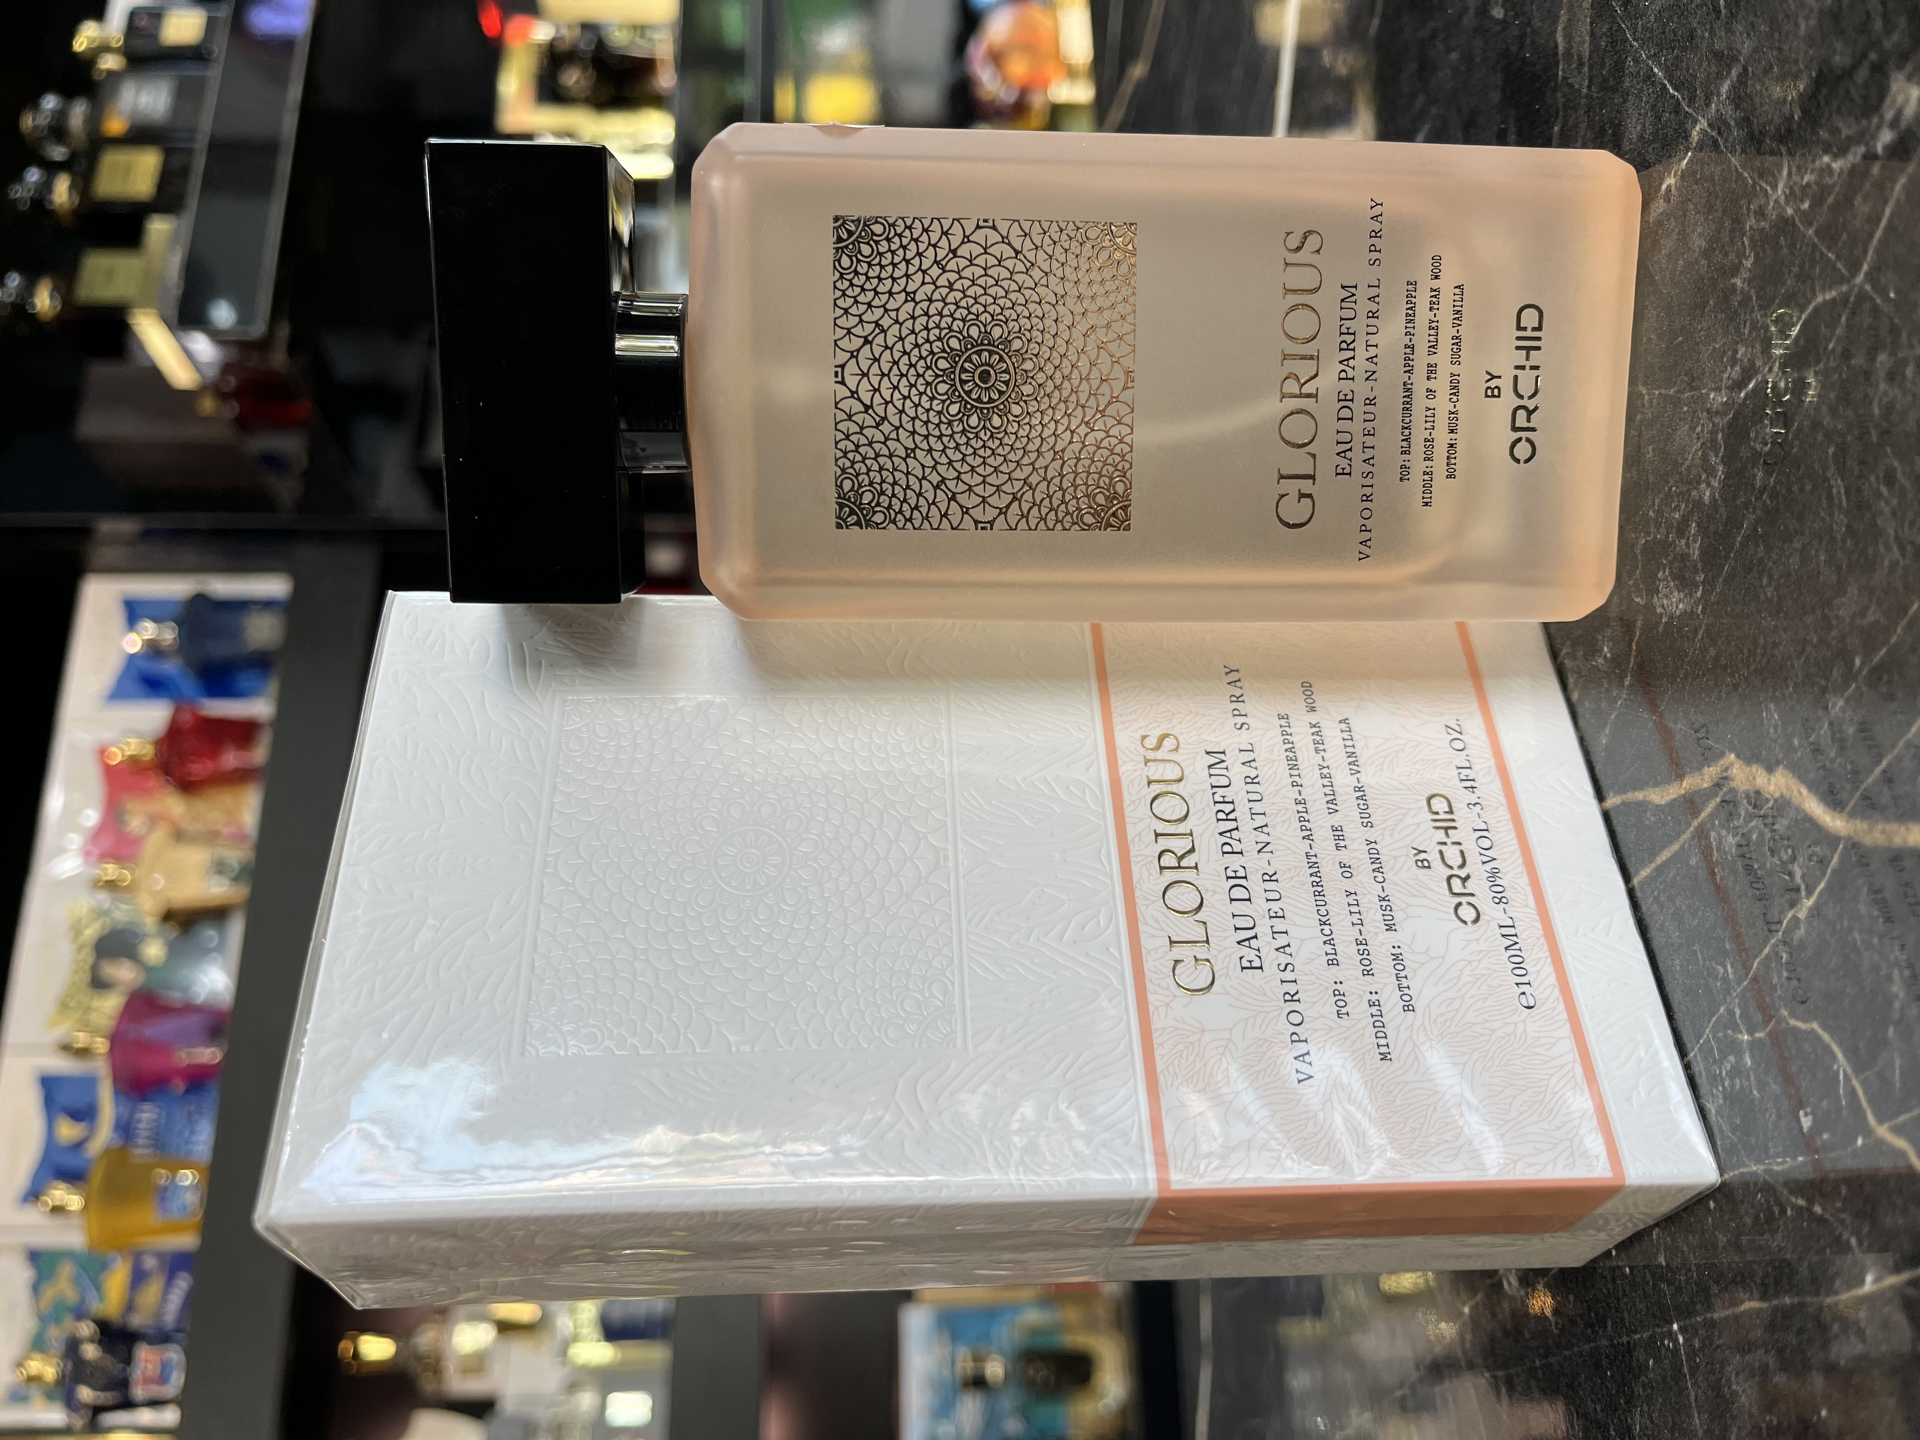 GLORIOUS
EAU DE PARFUM
VAPORISATEUR-NATURAL SPRAY
TOP: BLACKCURRANT-APPLE-PINEAPPLE
MIDDLE: ROSE-LILY OF THE VALLEY-TEAK WOOD
BOTTOM: MUSK-CANDY SUGAR-VANILLA
BY
ORCHID
℮100ML-80%VOL-3.4FL.OZ.
GLORIOUS
EAU DE PARFUM
VAPORISATEUR-NATURAL SPRAY
TOP: BLACKCURRANT-APPLE-PINEAPPLE
MIDDLE: ROSE-LILY OF THE VALLEY-TEAK WOOD
BOTTOM: MUSK-CANDY SUGAR-VANILLA
BY
ORCHID